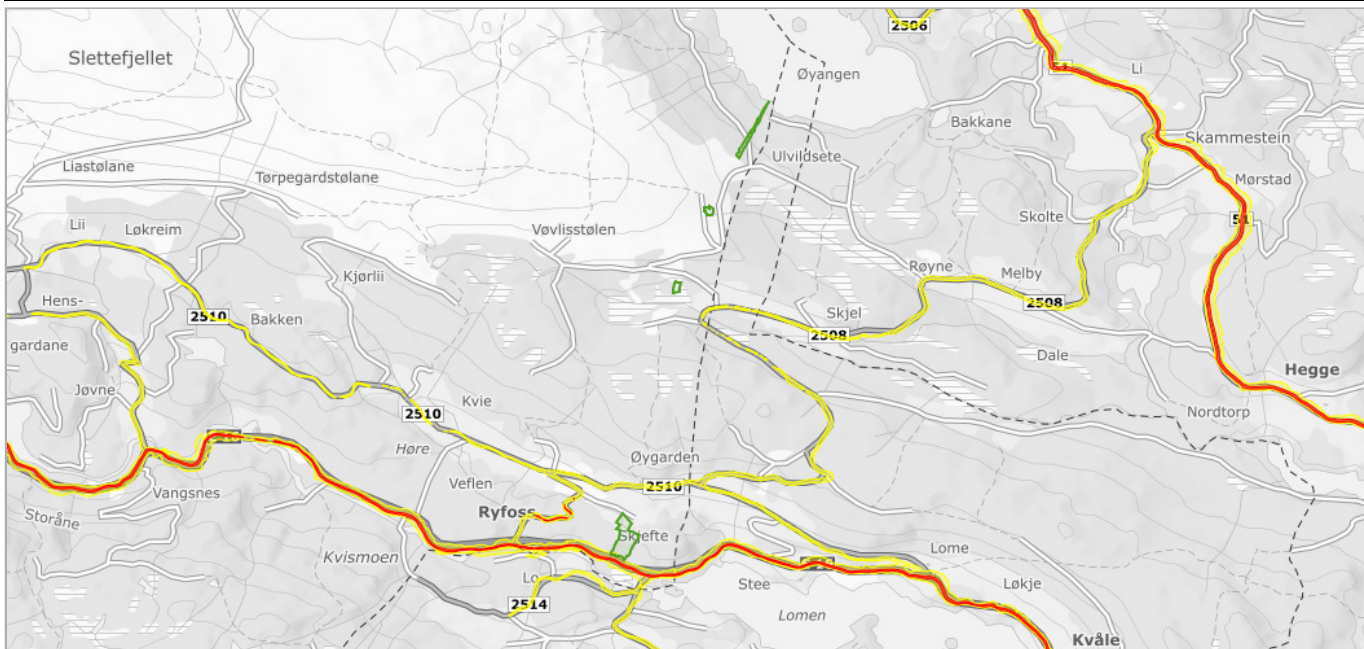 2506
Slettefjellet
51
Li
Øyangen
Bakkane
Skammestein
Ulvildsete
Liastølane
Tørpegardstølane
Mørstad
Lii
Løkreim
Vøvlisstølen
Skolte
51
Kjørlii
Røyne
Melby
Hens-
gardane
2510
Bakken
Skjel
2508
2508
Dale
Hegge
Jøvne
Kvie
2510
Nordtorp
Høre
Øygarden
Vangsnes
Veflen
2510
Storåne
Ryfoss
Skjefte
Kvismoen
Lome
Lo
Stee
Løkje
2514
Lomen
Kvåle